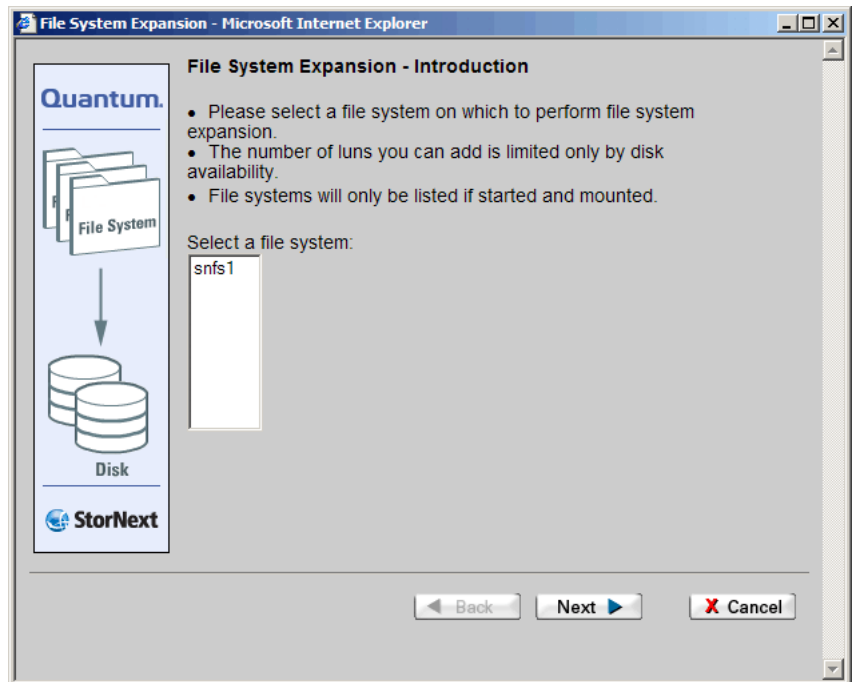 File System Expansion - Microsoft Internet Explorer
Quantum.
File System
Disk
StorNext
File System Expansion - Introduction
• Please select a file system on which to perform file system
expansion.
• The number of luns you can add is limited only by disk
availability.
• File systems will only be listed if started and mounted.
Select a file system:
snfs1
Back
Next
X Cancel